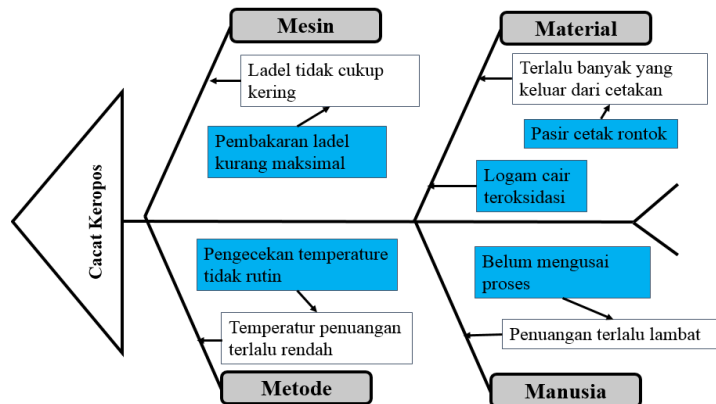 Mesin
Material
Ladel tidak cukup
kering
Terlalu banyak yang
keluar dari cetakan
Pembakaran ladel
kurang maksimal
Pasir cetak rontok
Logam cair
teroksidasi
Cacat Keropos
Pengecekan temperature
tidak rutin
Belum mengusai
proses
Temperatur penuangan
terlalu rendah
Penuangan terlalu lambat
Metode
Manusia